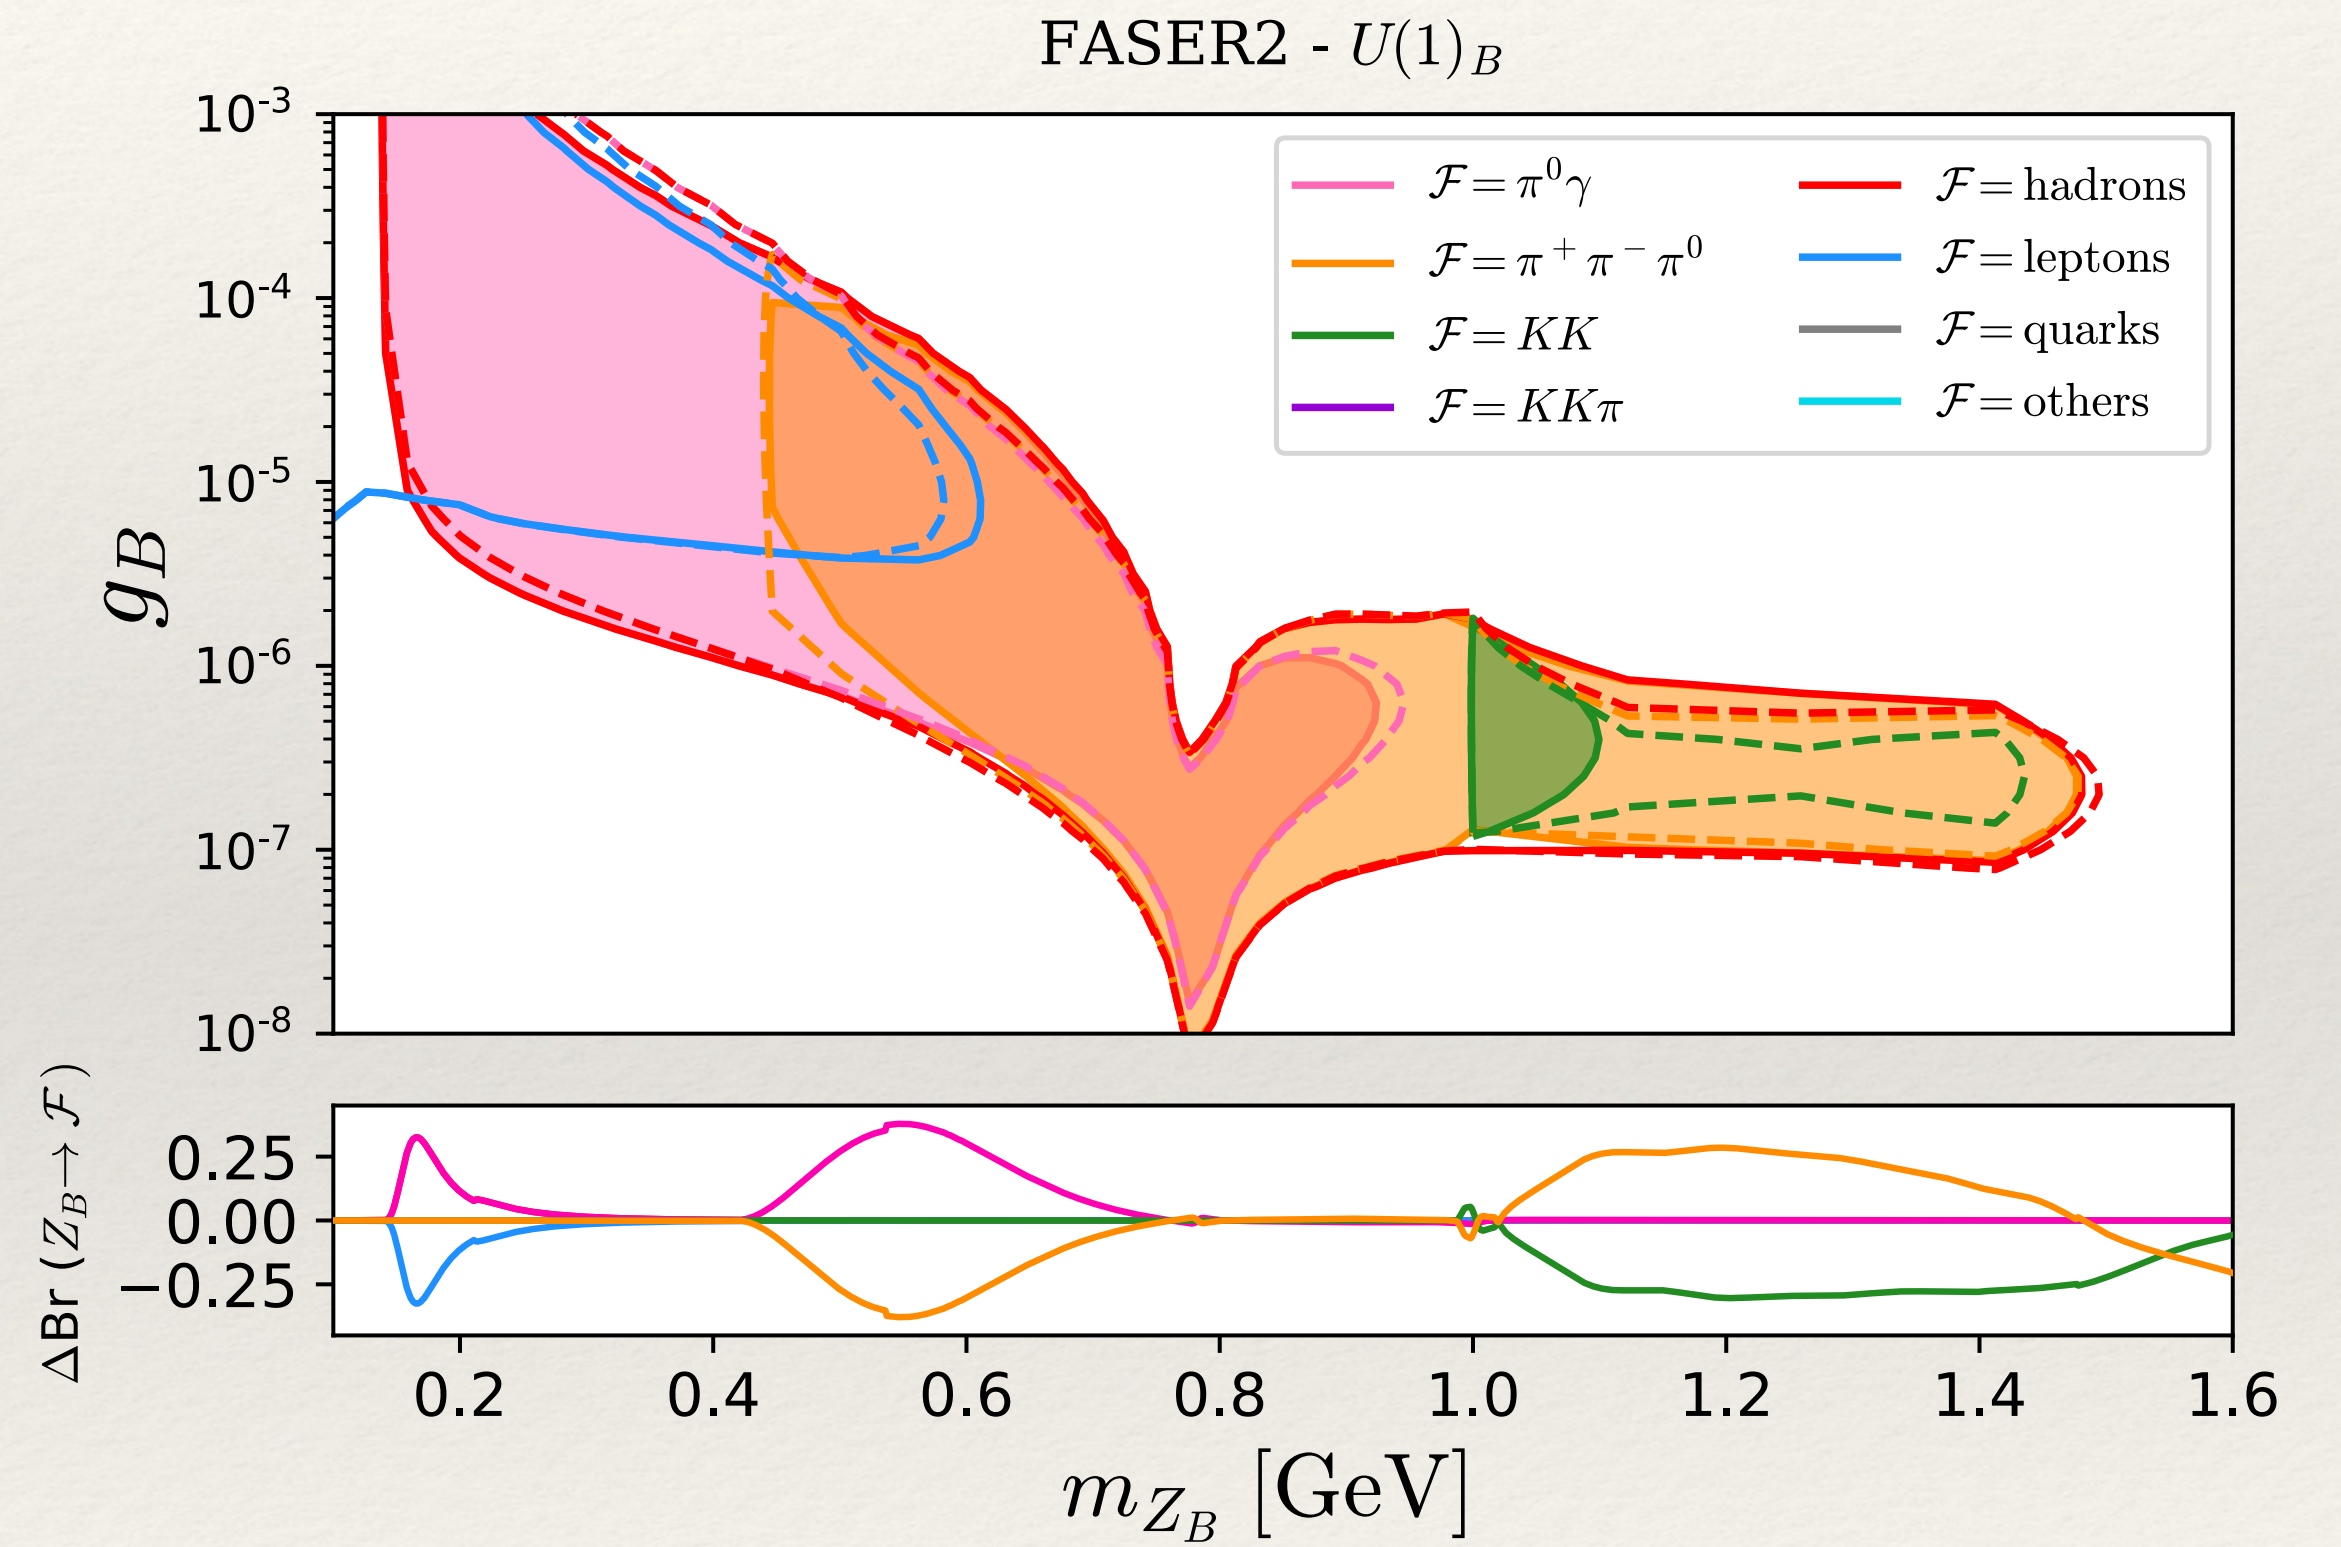 FASER2 - U(1)_B
10^-3
10^-4
10^-5
10^-6
10^-7
10^-8
g_B
ℱ = π^0 γ
ℱ = π^+ π^- π^0
ℱ = KK
ℱ = KKπ
ℱ = hadrons
ℱ = leptons
ℱ = quarks
ℱ = others
ΔBr (Z_B→ ℱ)
0.25
0.00
−0.25
0.2 0.4 0.6 0.8 1.0 1.2 1.4 1.6
m_{Z_B} [GeV]